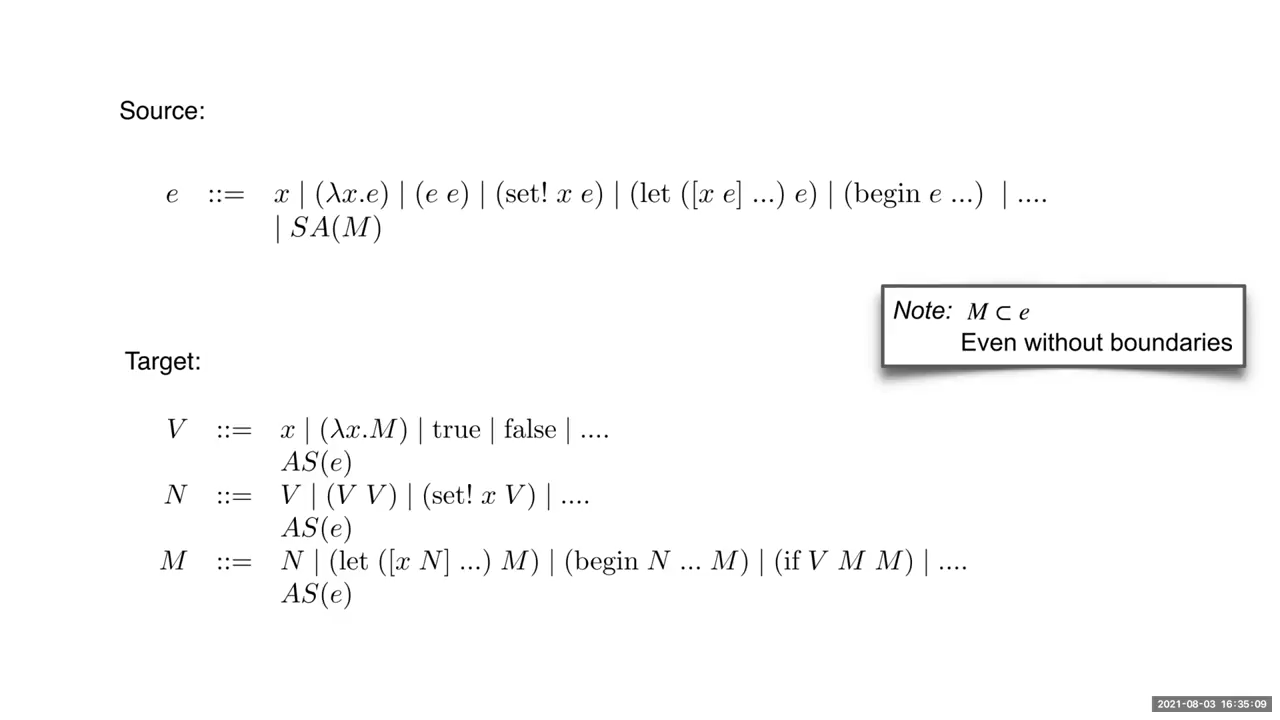 Source:
e ::= x | (λx.e) | (e e) | (set! x e) | (let ([x e] ...) e) | (begin e ...) | ....
| SA(M)
Note: M ⊂ e
Even without boundaries
Target:
V ::= x | (λx.M) | true | false | ....
AS(e)
N ::= V | (V V) | (set! x V) | ....
AS(e)
M ::= N | (let ([x N] ...) M) | (begin N ... M) | (if V M M) | ....
AS(e)
2021-08-03 16:35:09